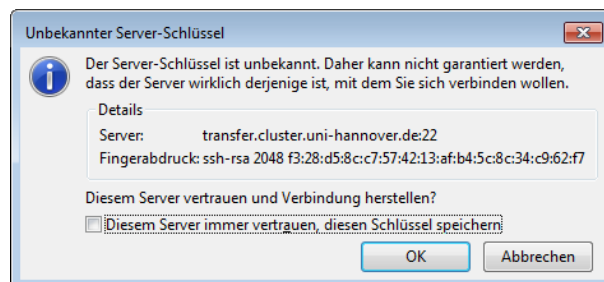 Unbekannter Server-Schlüssel
Der Server-Schlüssel ist unbekannt. Daher kann nicht garantiert werden,
dass der Server wirklich derjenige ist, mit dem Sie sich verbinden wollen.
Details
Server: transfer.cluster.uni-hannover.de:22
Fingerabdruck: ssh-rsa 2048 f3:28:d5:8c:c7:57:42:13:af:b4:5c:8c:34:c9:62:f7
Diesem Server vertrauen und Verbindung herstellen?
Diesem Server immer vertrauen, diesen Schlüssel speichern
OK Abbrechen